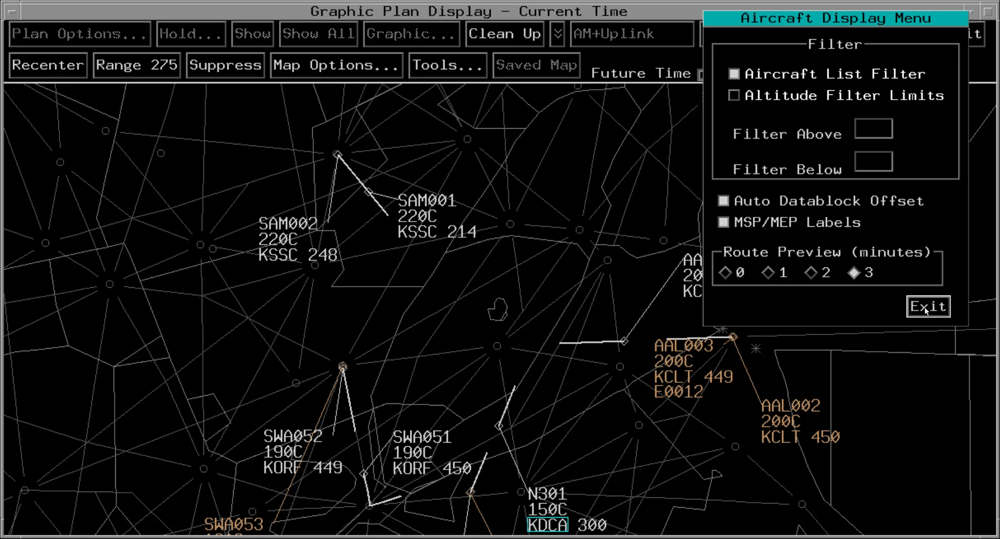 Graphic Plan Display - Current Time
Plan Options... Hold... Show Show All Graphic... Clean Up AM+Uplink
Recenter Range 275 Suppress Map Options... Tools... Saved Map Future Time
Aircraft Display Menu
Filter
Aircraft List Filter
Altitude Filter Limits
Filter Above
Filter Below
Auto Datablock Offset
MSP/MEP Labels
Route Preview (minutes)
0 1 2 3
Exit
SAM001
220C
KSSC 214
SAM002
220C
KSSC 248
AA
20
KC
AAL003
200C
KCLT 449
E0012
AAL002
200C
KCLT 450
SWA052
190C
KORF 449
SWA051
190C
KORF 450
N301
150C
KDCA 300
SWA053